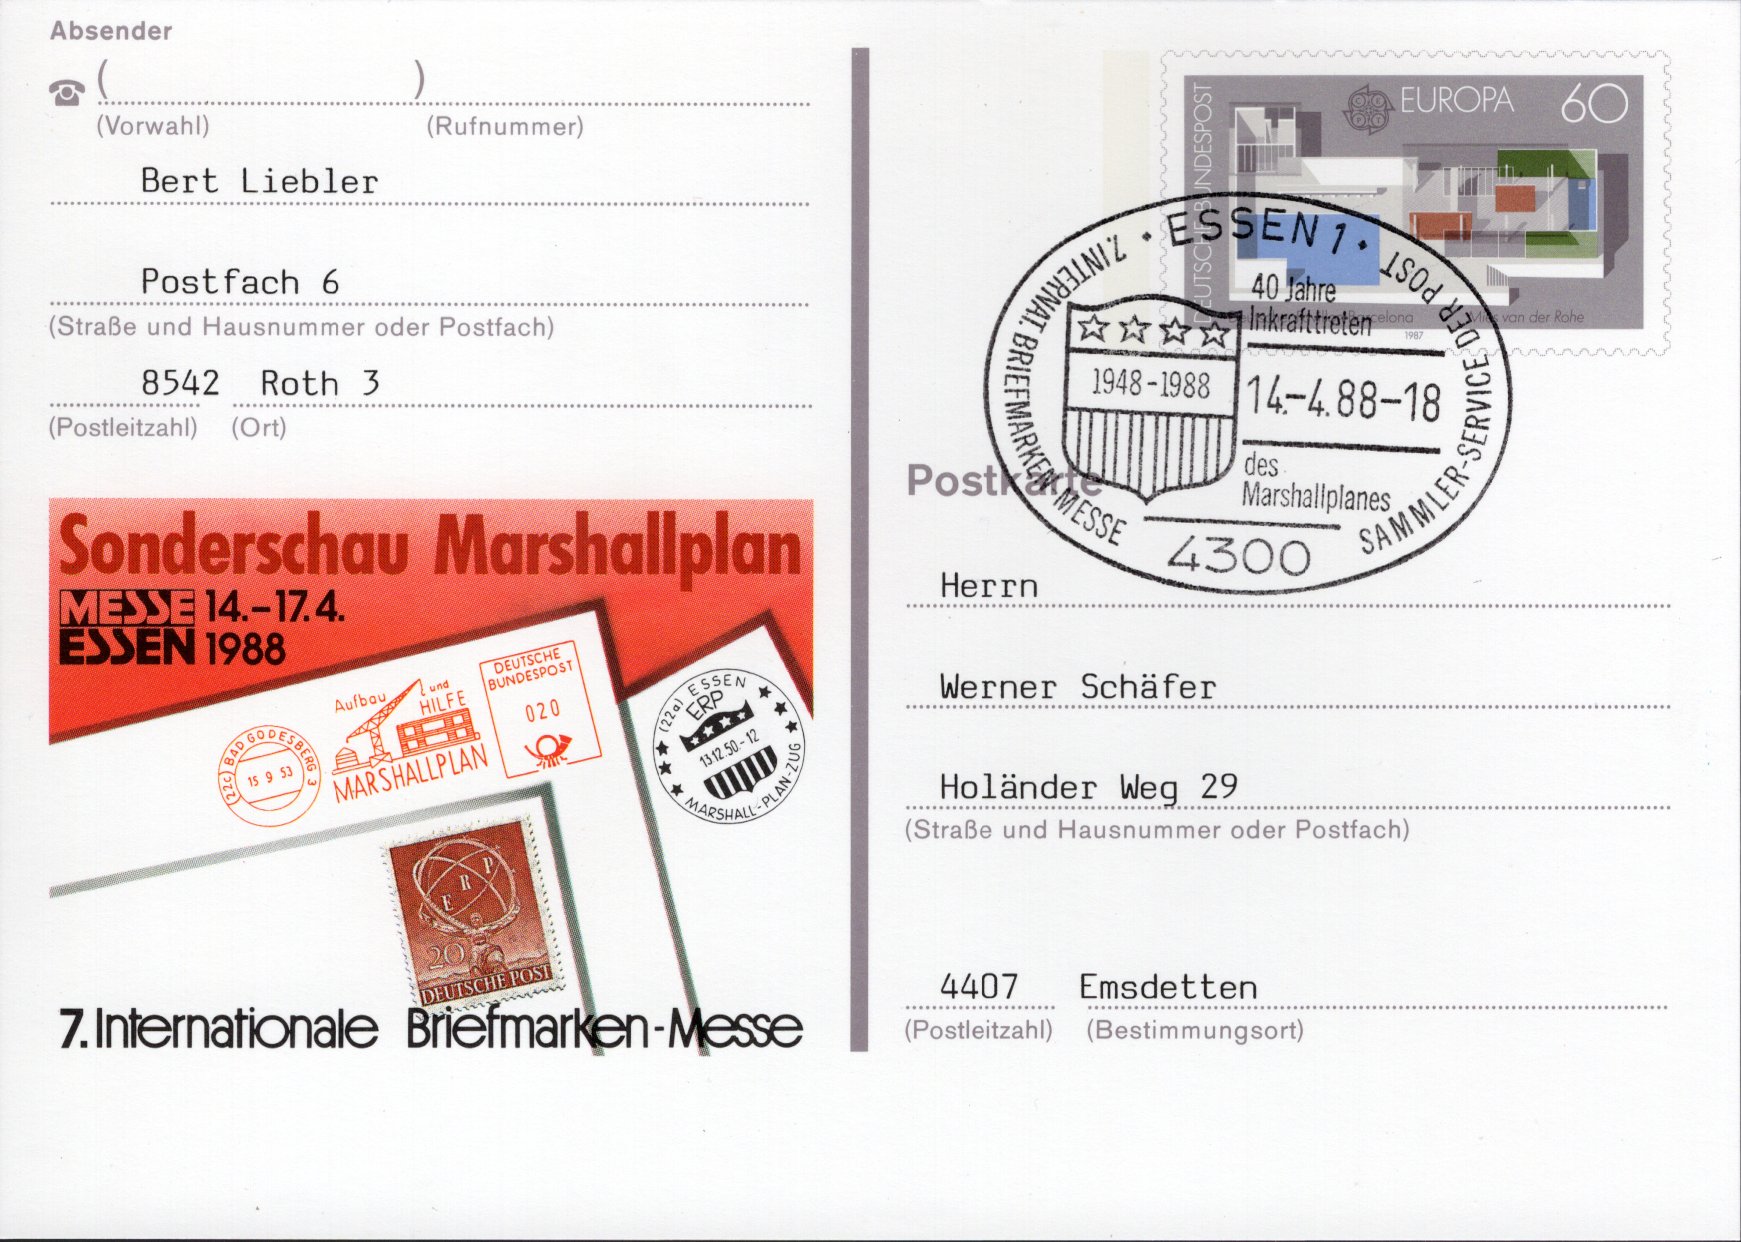 Absender
( )
(Vorwahl) (Rufnummer)
Bert Liebler
Postfach 6
(Straße und Hausnummer oder Postfach)
8542 Roth 3
(Postleitzahl) (Ort)
Sonderschau Marshallplan
MESSE 14.-17.4.
ESSEN 1988
Aufbau und
HILFE
MARSHALLPLAN
DEUTSCHE
BUNDESPOST
020
(22c) BAD GODESBERG 3
15 9 53
(22a) ESSEN
ERP
13.12.50-12
MARSHALL-PLAN-ZUG
E R P
20
DEUTSCHE POST
7. Internationale Briefmarken-Messe
DEUTSCHE BUNDESPOST
EUROPA 60
Barcelona
Mies van der Rohe
1987
· ESSEN 1 ·
7. INTERNAT. BRIEFMARKEN-MESSE
SAMMLER-SERVICE DER POST
40 Jahre
Inkrafttreten
1948-1988
14.-4.88-18
des
Marshallplanes
4300
Postkarte
Herrn
Werner Schäfer
Holänder Weg 29
(Straße und Hausnummer oder Postfach)
4407 Emsdetten
(Postleitzahl) (Bestimmungsort)